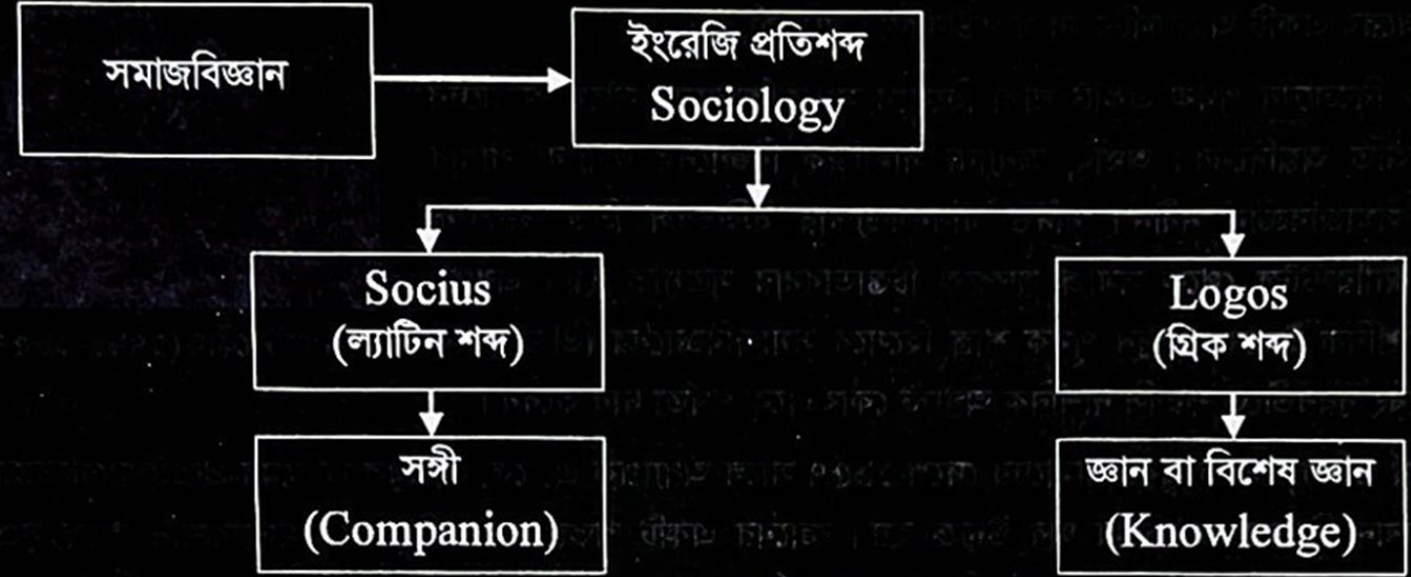 সমাজবিজ্ঞান
ইংরেজি প্রতিশব্দ
Sociology
Socius
(ল্যাটিন শব্দ)
Logos
(গ্রিক শব্দ)
সঙ্গী
(Companion)
জ্ঞান বা বিশেষ জ্ঞান
(Knowledge)